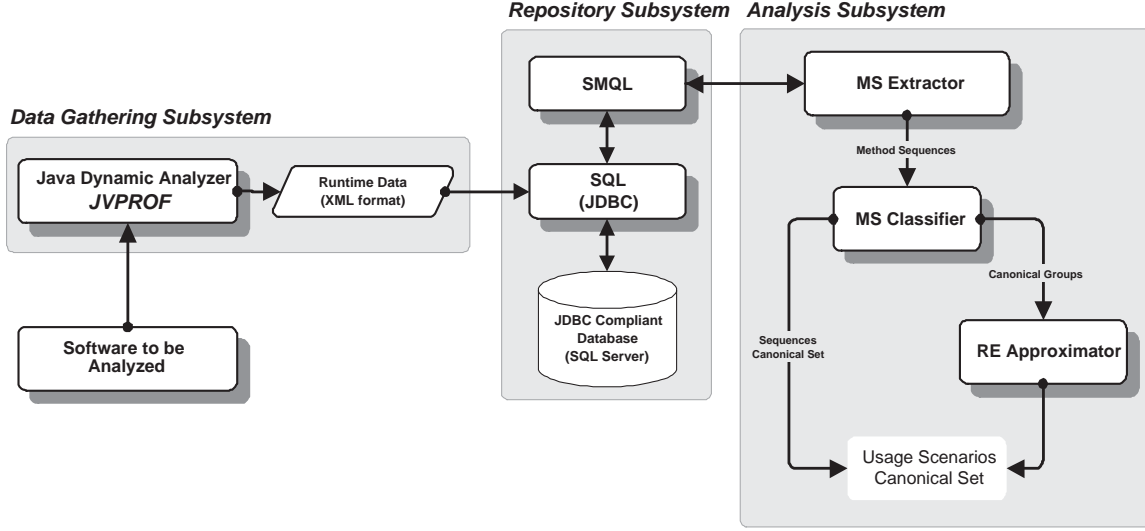 Repository Subsystem
Analysis Subsystem
Data Gathering Subsystem
Java Dynamic Analyzer
JVPROF
Runtime Data
(XML format)
Software to be
Analyzed
SMQL
SQL
(JDBC)
JDBC Compliant
Database
(SQL Server)
MS Extractor
Method Sequences
MS Classifier
Canonical Groups
Sequences
Canonical Set
RE Approximator
Usage Scenarios
Canonical Set